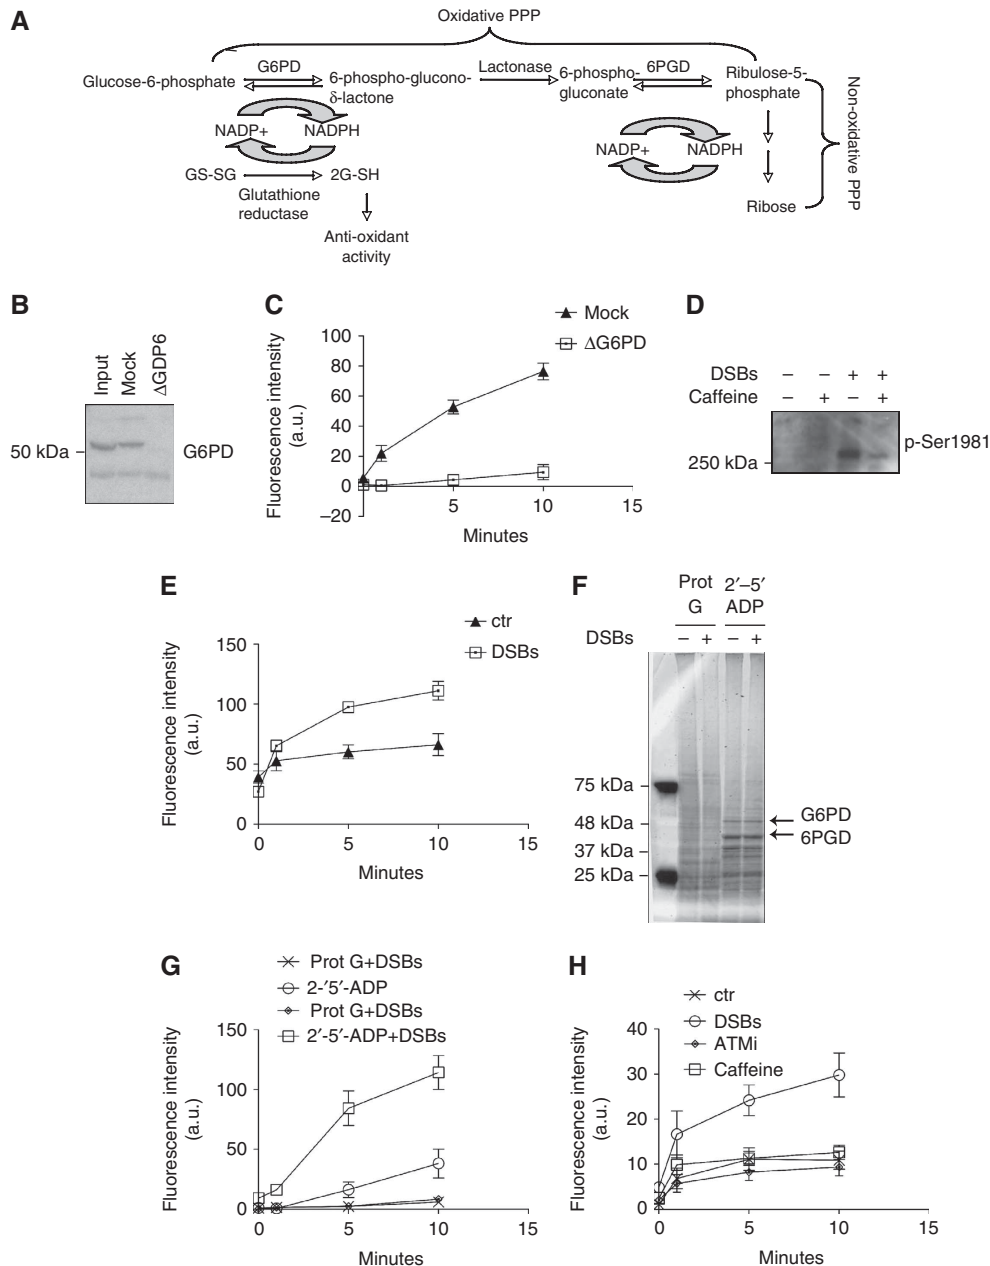 A
Oxidative PPP
Glucose-6-phosphate
G6PD
6-phospho-glucono-
δ-lactone
Lactonase
6-phospho-
gluconate
6PGD
Ribulose-5-
phosphate
NADP+
NADPH
NADP+
NADPH
GS-SG
2G-SH
Glutathione
reductase
Anti-oxidant
activity
Ribose
Non-oxidative PPP
B
Input
Mock
ΔGDP6
50 kDa
G6PD
C
Mock
ΔG6PD
Fluorescence intensity
(a.u.)
100
80
60
40
20
0
–20
5
10
15
Minutes
D
DSBs – – + +
Caffeine – + – +
250 kDa
p-Ser1981
E
ctr
DSBs
Fluorescence intensity
(a.u.)
150
100
50
0
0
5
10
15
Minutes
F
Prot
G
2′–5′
ADP
DSBs – + – +
75 kDa
48 kDa
37 kDa
25 kDa
G6PD
6PGD
G
Prot G+DSBs
2-′5′-ADP
Prot G+DSBs
2′-5′-ADP+DSBs
Fluorescence intensity
(a.u.)
150
100
50
0
0
5
10
15
Minutes
H
ctr
DSBs
ATMi
Caffeine
Fluorescence intensity
(a.u.)
40
30
20
10
0
0
5
10
15
Minutes